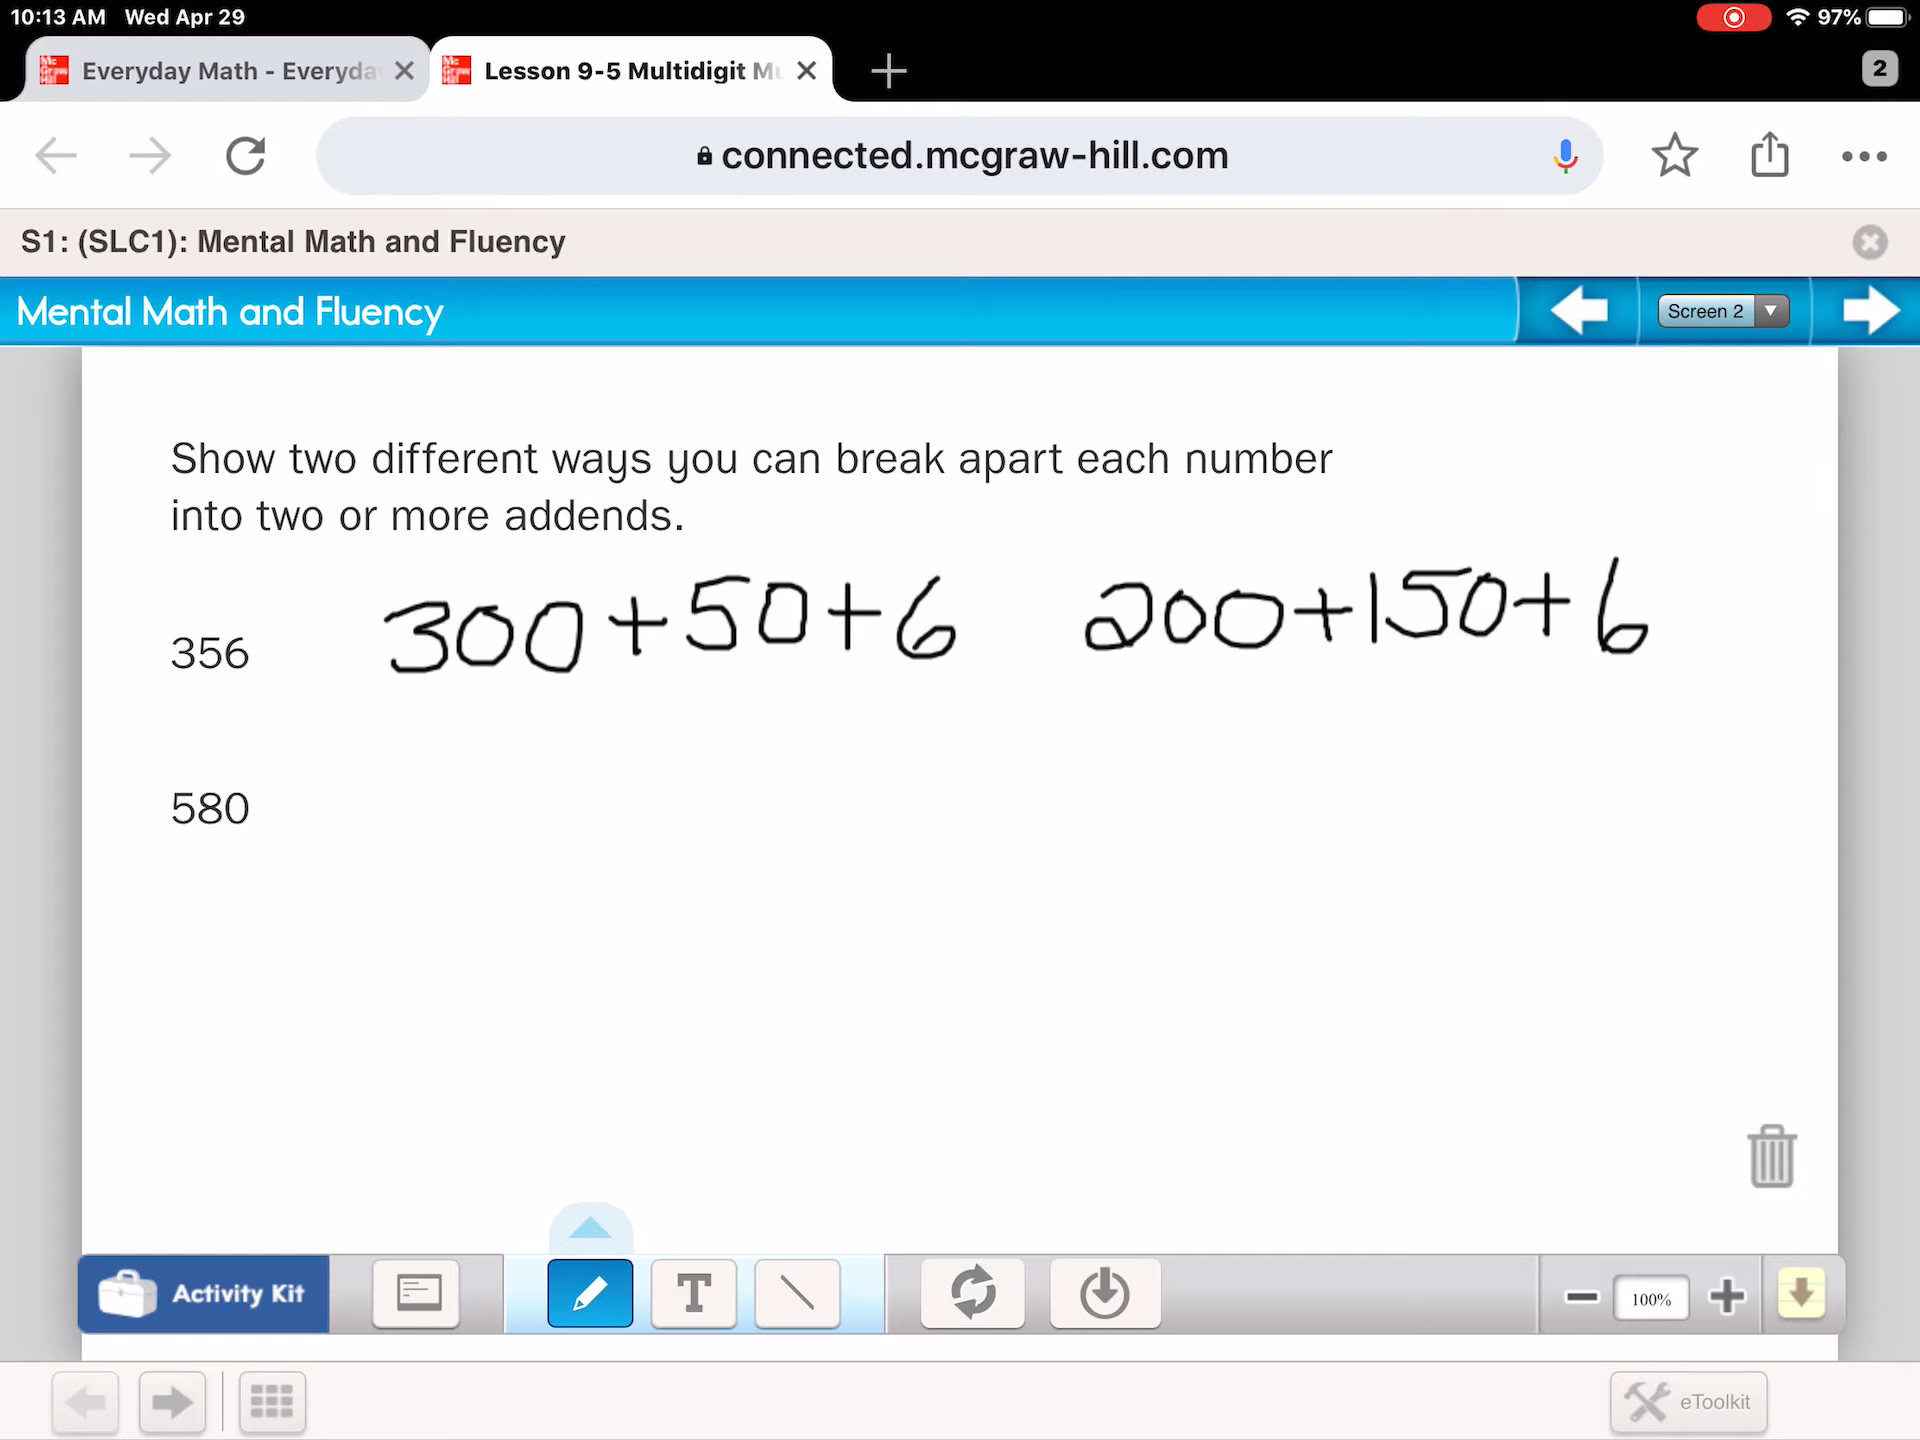 10:13 AM Wed Apr 29 97%
Everyday Math - Everyda Lesson 9-5 Multidigit Mu 2
connected.mcgraw-hill.com
S1: (SLC1): Mental Math and Fluency
Mental Math and Fluency Screen 2
Show two different ways you can break apart each number
into two or more addends.
356 300+50+6 200+150+6
580
Activity Kit T 100%
eToolkit